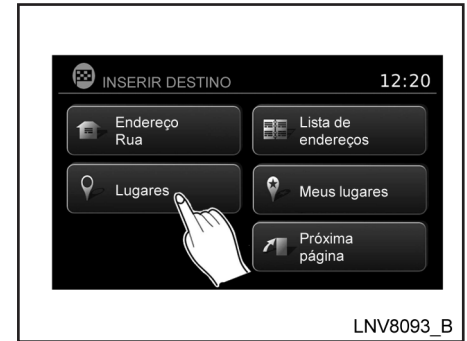 INSERIR DESTINO 12:20
Endereço
Rua
Lista de
endereços
Lugares
Meus lugares
Próxima
página
LNV8093_B